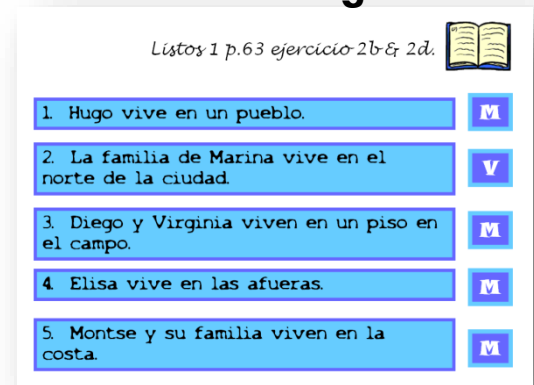 Listos 1 p.63 ejercicio 2b & 2d.
1. Hugo vive en un pueblo.
M
2. La familia de Marina vive en el
norte de la ciudad.
V
3. Diego y Virginia viven en un piso en
el campo.
M
4. Elisa vive en las afueras.
M
5. Montse y su familia viven en la
costa.
M